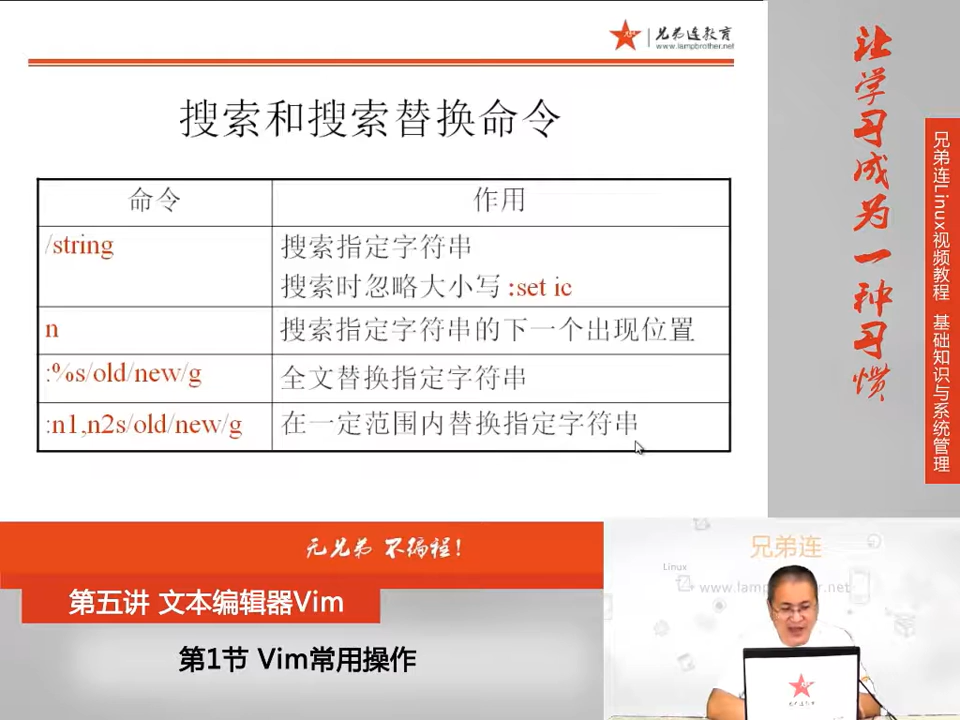 兄弟连教育
www.lampbrother.net
搜索和搜索替换命令
命令 作用
/string 搜索指定字符串
搜索时忽略大小写 :set ic
n 搜索指定字符串的下一个出现位置
:%s/old/new/g 全文替换指定字符串
:n1,n2s/old/new/g 在一定范围内替换指定字符串
让学习成为一种习惯
兄弟连Linux视频教程 基础知识与系统管理
无兄弟 不编程!
第五讲 文本编辑器Vim
第1节 Vim常用操作
兄弟连
Linux
www.lamp
er.net